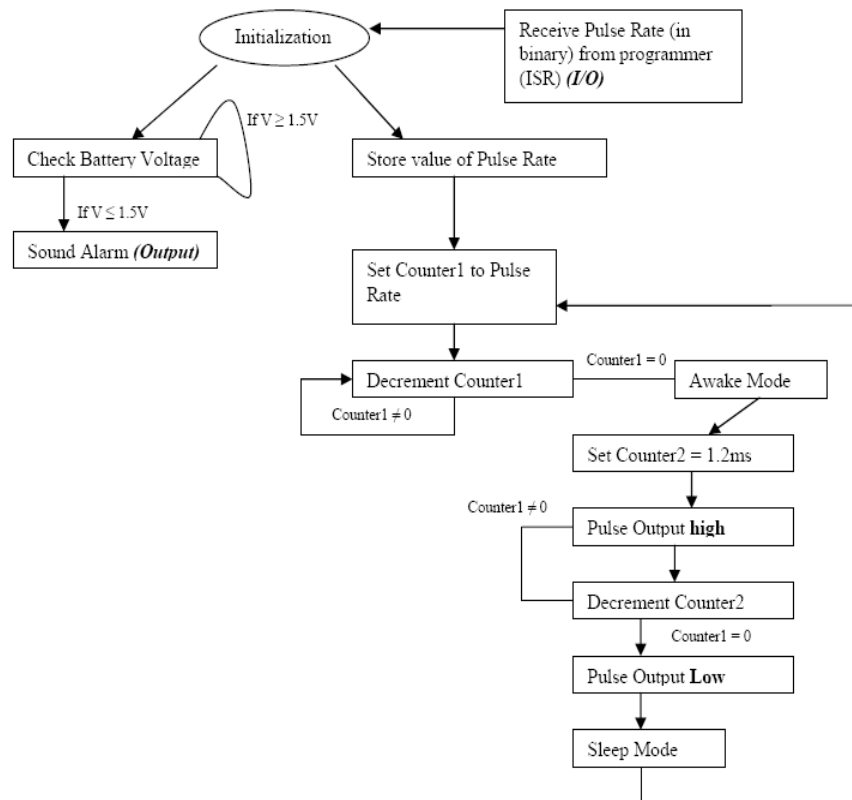 Initialization
Receive Pulse Rate (in
binary) from programmer
(ISR) (I/O)
If V ≥ 1.5V
Check Battery Voltage
Store value of Pulse Rate
If V ≤ 1.5V
Sound Alarm (Output)
Set Counter1 to Pulse
Rate
Decrement Counter1
Counter1 = 0
Awake Mode
Counter1 ≠ 0
Set Counter2 = 1.2ms
Counter1 ≠ 0
Pulse Output high
Decrement Counter2
Counter1 = 0
Pulse Output Low
Sleep Mode